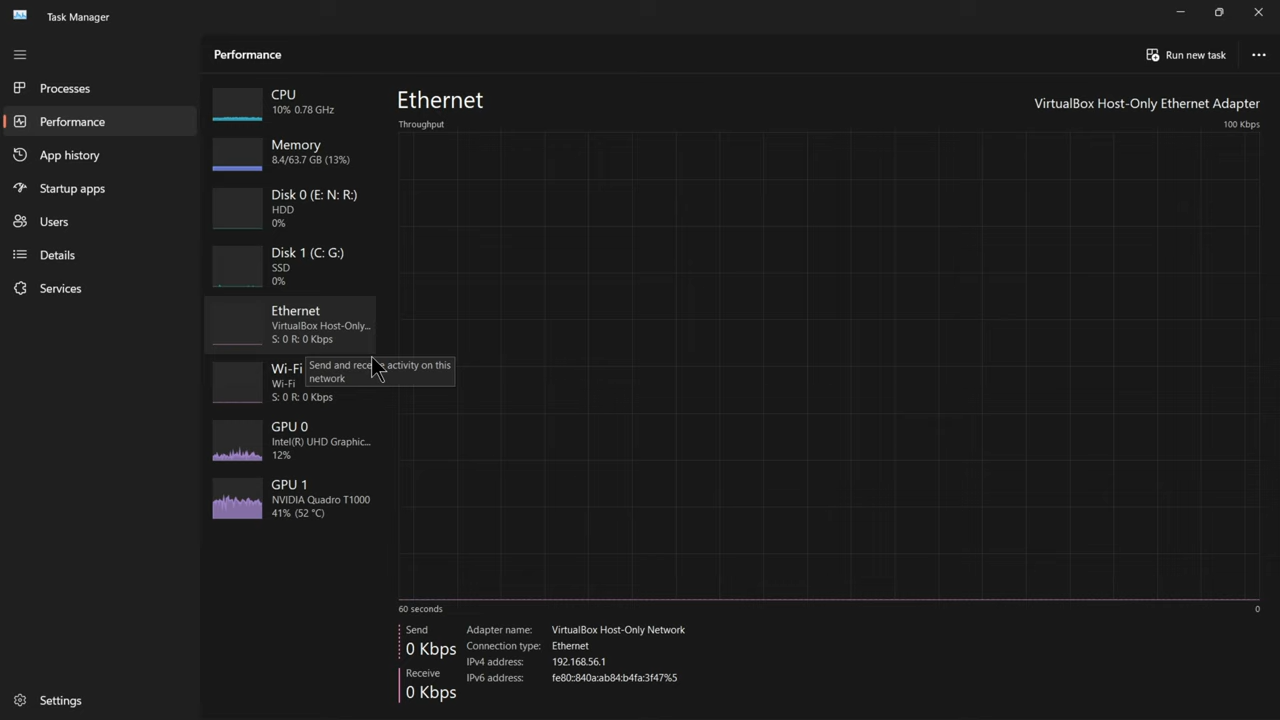 Task Manager
Performance
Run new task
Processes
Performance
App history
Startup apps
Users
Details
Services
Settings
CPU
10% 0.78 GHz
Memory
8.4/63.7 GB (13%)
Disk 0 (E: N: R:)
HDD
0%
Disk 1 (C: G:)
SSD
0%
Ethernet
VirtualBox Host-Only...
S: 0 R: 0 Kbps
Wi-Fi
Wi-Fi
S: 0 R: 0 Kbps
Send and receive activity on this
network
GPU 0
Intel(R) UHD Graphic...
12%
GPU 1
NVIDIA Quadro T1000
41% (52 °C)
Ethernet
VirtualBox Host-Only Ethernet Adapter
Throughput
100 Kbps
60 seconds
0
Send
0 Kbps
Receive
0 Kbps
Adapter name: VirtualBox Host-Only Network
Connection type: Ethernet
IPv4 address: 192.168.56.1
IPv6 address: fe80::840a:ab84:b4fa:3f47%5